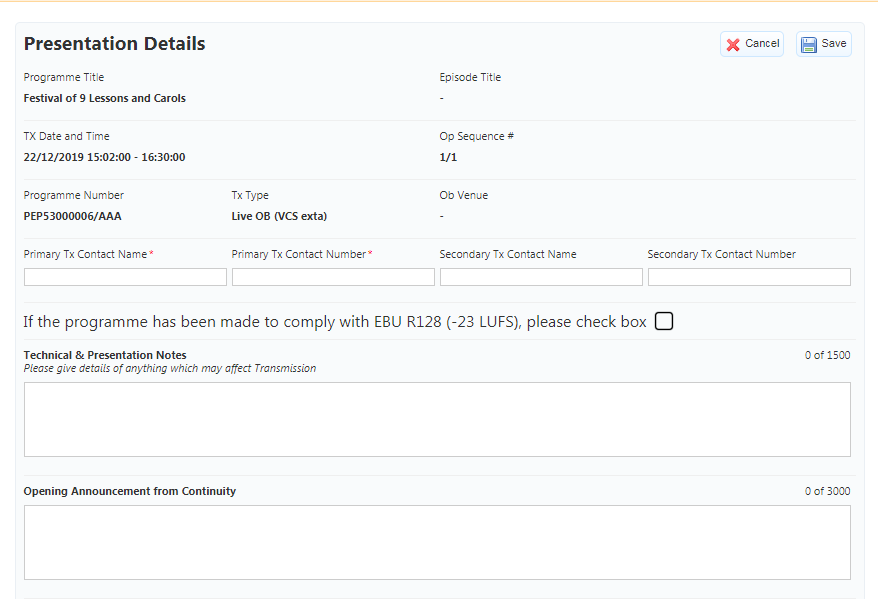 Presentation Details
Cancel
Save
Programme Title
Episode Title
Festival of 9 Lessons and Carols
-
TX Date and Time
Op Sequence #
22/12/2019 15:02:00 - 16:30:00
1/1
Programme Number
Tx Type
Ob Venue
PEP53000006/AAA
Live OB (VCS exta)
-
Primary Tx Contact Name*
Primary Tx Contact Number*
Secondary Tx Contact Name
Secondary Tx Contact Number
If the programme has been made to comply with EBU R128 (-23 LUFS), please check box
Technical & Presentation Notes
0 of 1500
Please give details of anything which may affect Transmission
Opening Announcement from Continuity
0 of 3000